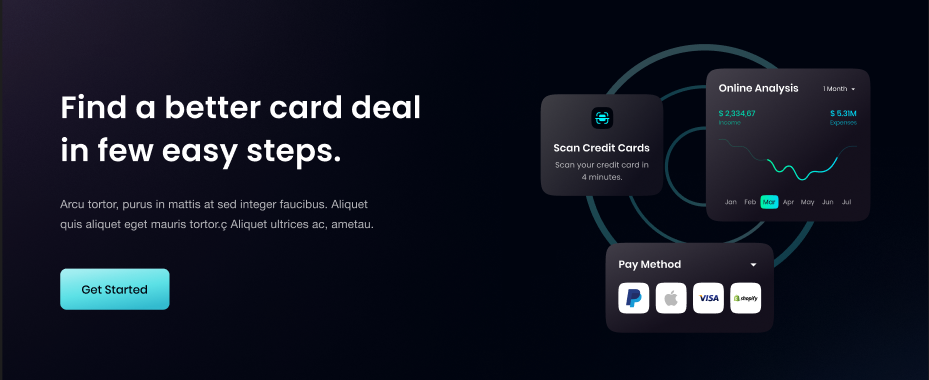 Find a better card deal
in few easy steps.
Arcu tortor, purus in mattis at sed integer faucibus. Aliquet
quis aliquet eget mauris tortor.ç Aliquet ultrices ac, ametau.
Get Started
Scan Credit Cards
Scan your credit card in
4 minutes.
Online Analysis
1 Month
$ 2,334,67
$ 5.31M
Income
Expenses
Jan Feb Mar Apr May Jun Jul
Pay Method
VISA
shopify